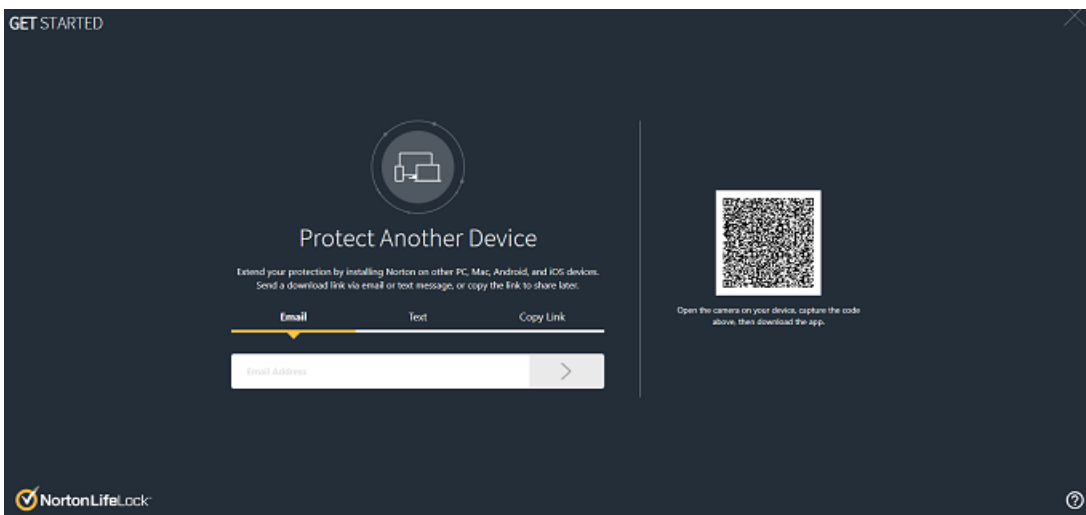 GET STARTED
Protect Another Device
Extend your protection by installing Norton on other PC, Mac, Android, and iOS devices.
Send a download link via email or text message, or copy the link to share later.
Email Text Copy Link
Email Address
Open the camera on your device, capture the code
above, then download the app.
NortonLifeLock